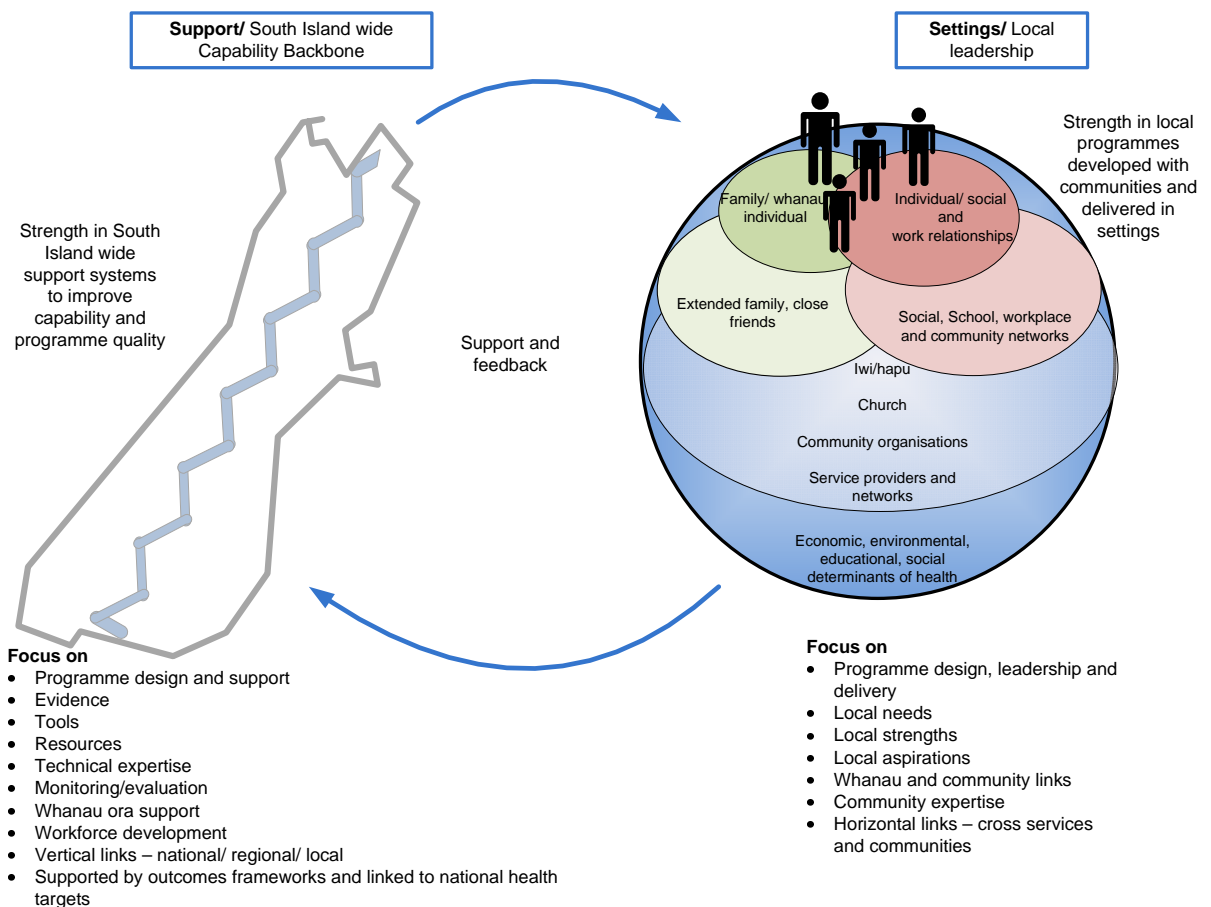 Support/ South Island wide
Capability Backbone
Settings/ Local
leadership
Strength in South
Island wide
support systems
to improve
capability and
programme quality
Support and
feedback
Strength in local
programmes
developed with
communities and
delivered in
settings
Family/ whanau
individual
Individual/ social
and
work relationships
Extended family, close
friends
Social, School, workplace
and community networks
Iwi/hapu
Church
Community organisations
Service providers and
networks
Economic, environmental,
educational, social
determinants of health
Focus on
• Programme design and support
• Evidence
• Tools
• Resources
• Technical expertise
• Monitoring/evaluation
• Whanau ora support
• Workforce development
• Vertical links – national/ regional/ local
• Supported by outcomes frameworks and linked to national health
targets
Focus on
• Programme design, leadership and
delivery
• Local needs
• Local strengths
• Local aspirations
• Whanau and community links
• Community expertise
• Horizontal links – cross services
and communities